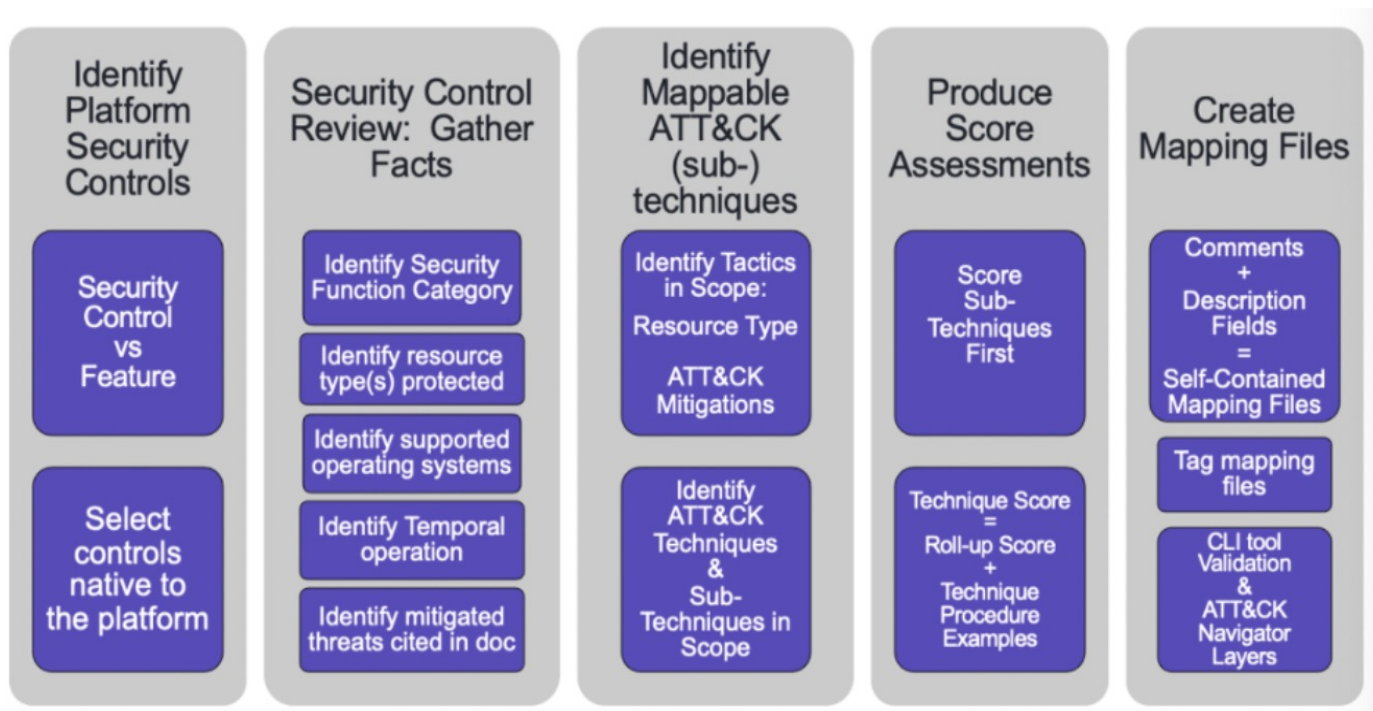 Identify
Platform
Security
Controls
Security
Control
vs
Feature
Select
controls
native to
the platform
Security Control
Review: Gather
Facts
Identify Security
Function Category
Identify resource
type(s) protected
Identify supported
operating systems
Identify Temporal
operation
Identify mitigated
threats cited in doc
Identify
Mappable
ATT&CK
(sub-)
techniques
Identify Tactics
in Scope:
Resource Type
ATT&CK
Mitigations
Identify
ATT&CK
Techniques
&
Sub-
Techniques in
Scope
Produce
Score
Assessments
Score
Sub-
Techniques
First
Technique Score
=
Roll-up Score
+
Technique
Procedure
Examples
Create
Mapping Files
Comments
+
Description
Fields
=
Self-Contained
Mapping Files
Tag mapping
files
CLI tool
Validation
&
ATT&CK
Navigator
Layers